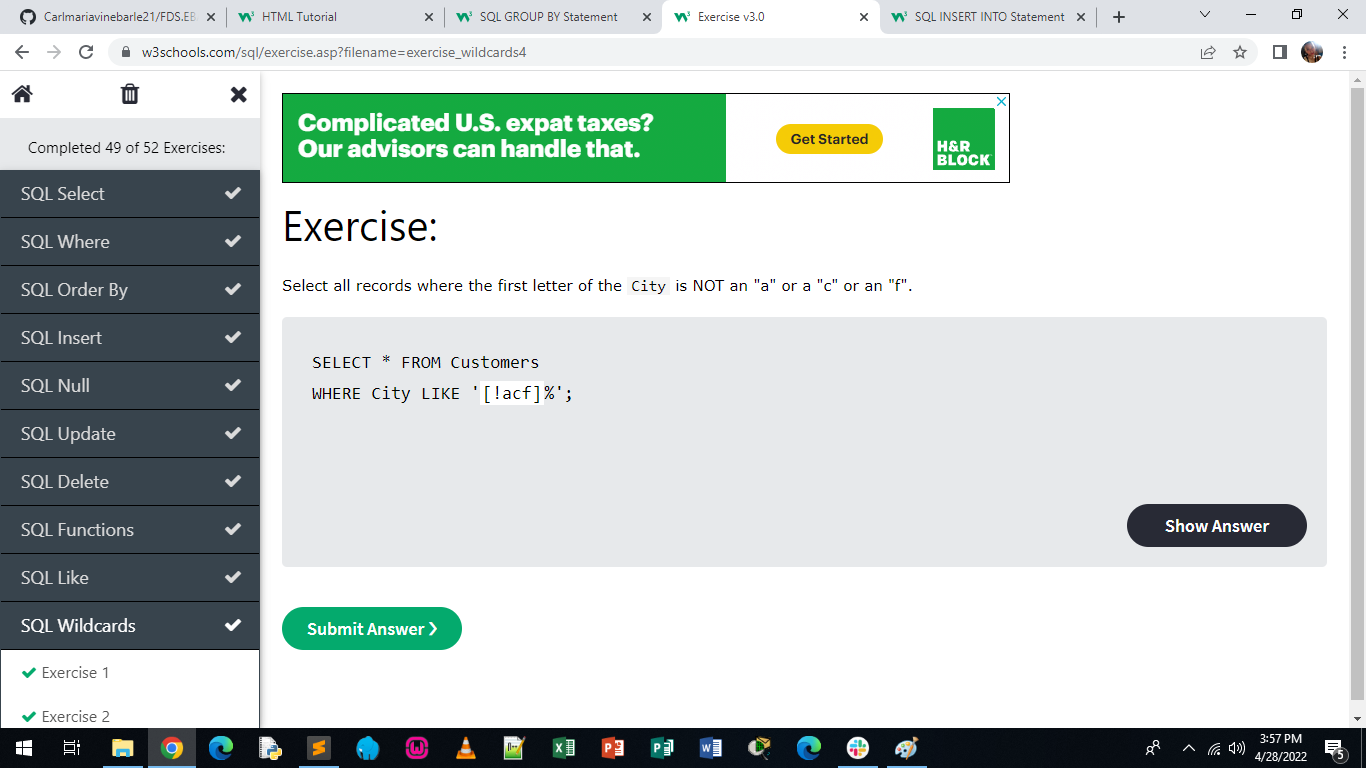 Carlmariavinebarle21/FDS.EB
HTML Tutorial
SQL GROUP BY Statement
Exercise v3.0
SQL INSERT INTO Statement
w3schools.com/sql/exercise.asp?filename=exercise_wildcards4
Completed 49 of 52 Exercises:
SQL Select
SQL Where
SQL Order By
SQL Insert
SQL Null
SQL Update
SQL Delete
SQL Functions
SQL Like
SQL Wildcards
Exercise 1
Exercise 2
Complicated U.S. expat taxes?
Our advisors can handle that.
Get Started
H&R
BLOCK
Exercise:
Select all records where the first letter of the City is NOT an "a" or a "c" or an "f".
SELECT * FROM Customers
WHERE City LIKE '[!acf]%';
Show Answer
Submit Answer ❯
3:57 PM
4/28/2022
5